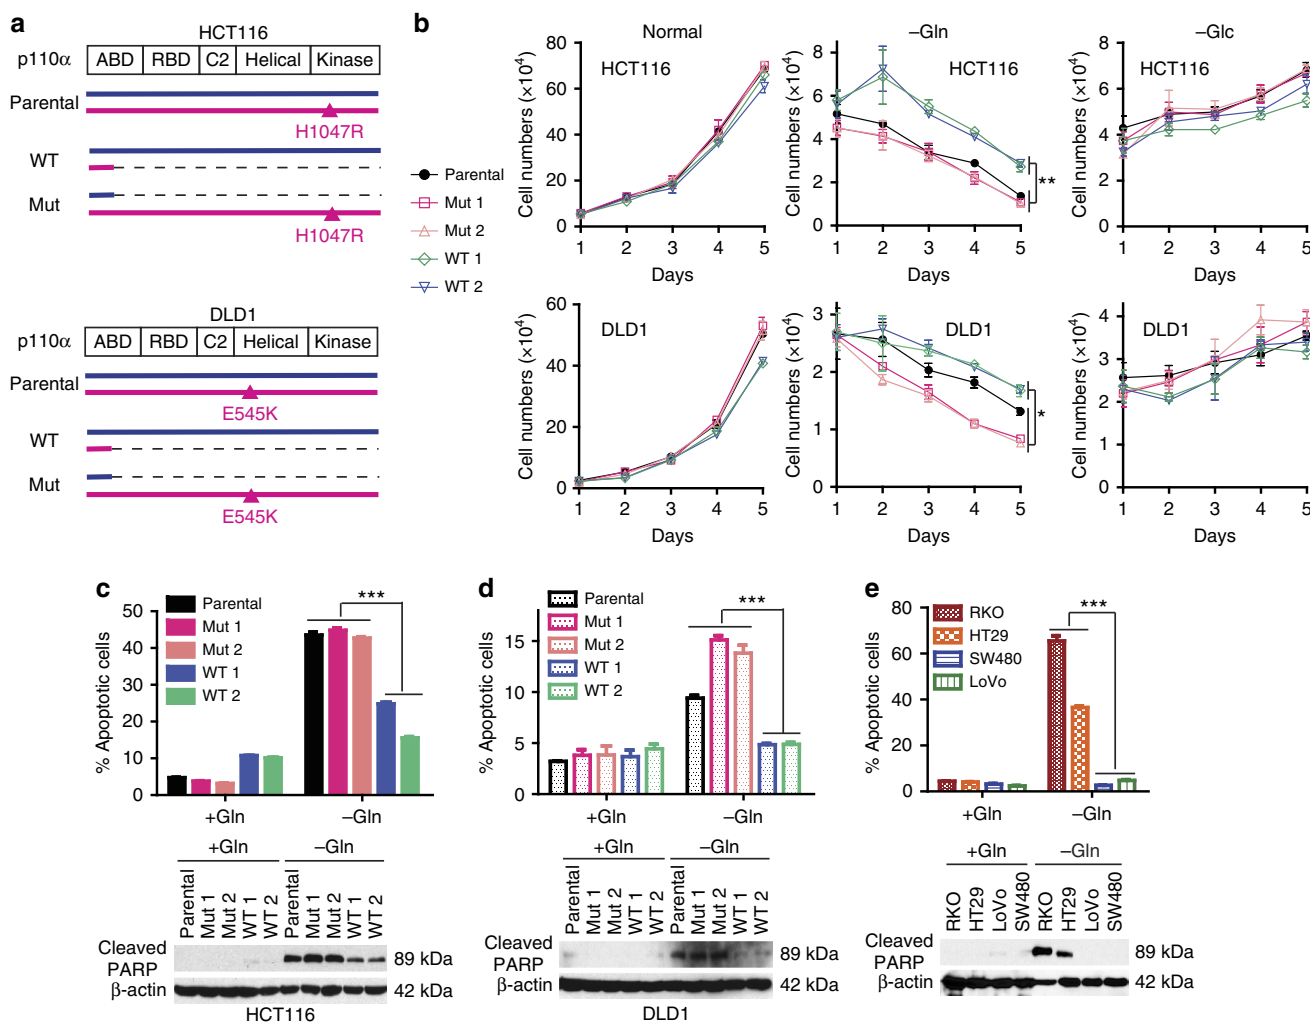 a
HCT116
p110α ABD RBD C2 Helical Kinase
Parental
H1047R
WT
Mut
H1047R
DLD1
p110α ABD RBD C2 Helical Kinase
Parental
E545K
WT
Mut
E545K
b
Parental
Mut 1
Mut 2
WT 1
WT 2
Normal
HCT116
Cell numbers (×10⁴)
80
60
40
20
0
1 2 3 4 5
Days
–Gln
HCT116
Cell numbers (×10⁴)
8
6
4
2
0
**
1 2 3 4 5
Days
–Glc
HCT116
Cell numbers (×10⁴)
8
6
4
2
0
1 2 3 4 5
Days
DLD1
Cell numbers (×10⁴)
60
40
20
0
1 2 3 4 5
Days
DLD1
Cell numbers (×10⁴)
3
2
1
0
*
1 2 3 4 5
Days
DLD1
Cell numbers (×10⁴)
4
3
2
1
0
1 2 3 4 5
Days
c
Parental
Mut 1
Mut 2
WT 1
WT 2
***
% Apoptotic cells
50
40
30
20
10
0
+Gln –Gln
+Gln –Gln
Parental Mut 1 Mut 2 WT 1 WT 2 Parental Mut 1 Mut 2 WT 1 WT 2
Cleaved PARP 89 kDa
β-actin 42 kDa
HCT116
d
Parental
Mut 1
Mut 2
WT 1
WT 2
***
% Apoptotic cells
15
10
5
0
+Gln –Gln
+Gln –Gln
Parental Mut 1 Mut 2 WT 1 WT 2 Parental Mut 1 Mut 2 WT 1 WT 2
Cleaved PARP 89 kDa
β-actin 42 kDa
DLD1
e
RKO
HT29
SW480
LoVo
***
% Apoptotic cells
80
60
40
20
0
+Gln –Gln
+Gln –Gln
RKO HT29 LoVo SW480 RKO HT29 LoVo SW480
Cleaved PARP 89 kDa
β-actin 42 kDa